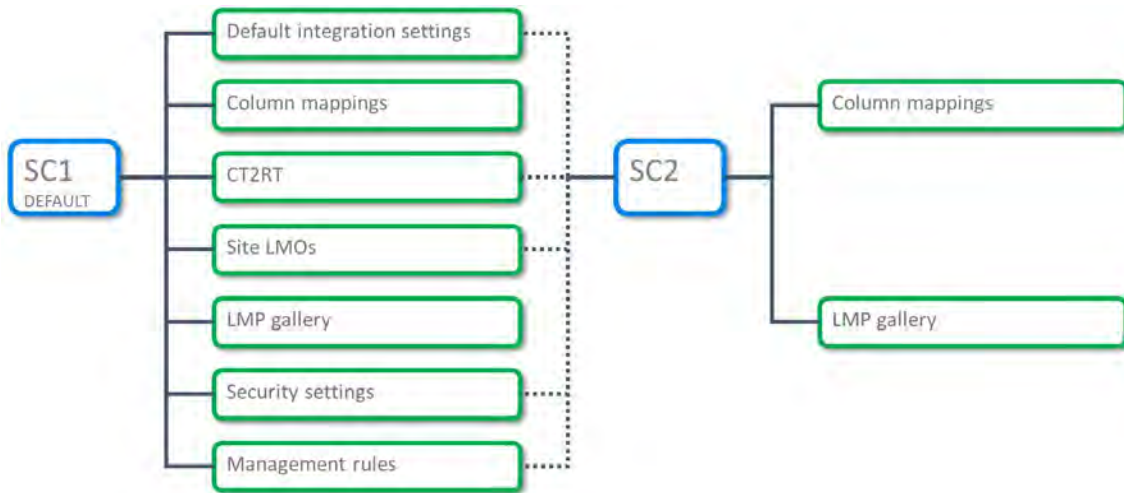 SC1
DEFAULT
Default integration settings
Column mappings
CT2RT
Site LMOs
LMP gallery
Security settings
Management rules
SC2
Column mappings
LMP gallery